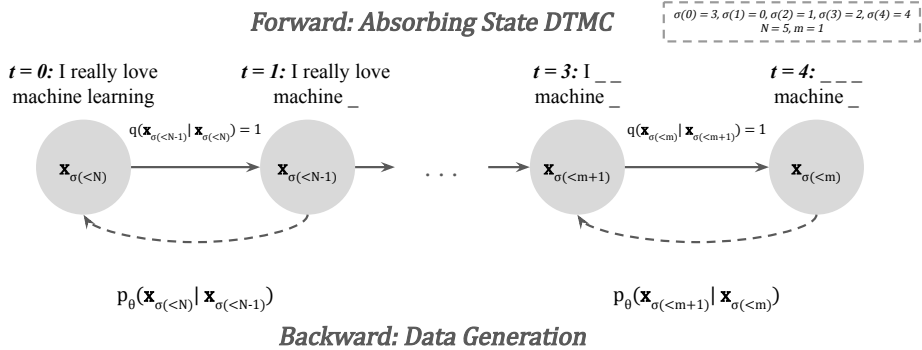 Forward: Absorbing State DTMC
σ(0) = 3, σ(1) = 0, σ(2) = 1, σ(3) = 2, σ(4) = 4
N = 5, m = 1
t = 0: I really love
machine learning
t = 1: I really love
machine _
t = 3: I _ _
machine _
t = 4: _ _ _
machine _
q(x_σ(<N-1) | x_σ(<N)) = 1
q(x_σ(<m) | x_σ(<m+1)) = 1
x_σ(<N)
x_σ(<N-1)
. . .
x_σ(<m+1)
x_σ(<m)
p_θ(x_σ(<N) | x_σ(<N-1))
p_θ(x_σ(<m+1) | x_σ(<m))
Backward: Data Generation